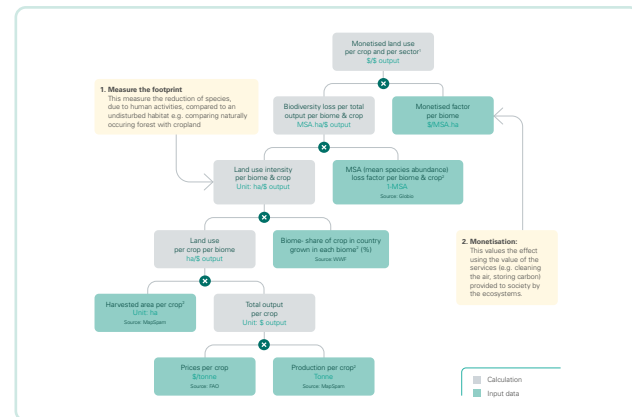 Monetised land use
per crop and per sector¹
$/$ output
1. Measure the footprint
This measure the reduction of species,
due to human activities, compared to an
undisturbed habitat e.g. comparing naturally
occuring forest with cropland
Biodiversity loss per total
output per biome & crop
MSA.ha/$ output
Monetised factor
per biome
$/MSA.ha
Land use intensity
per biome & crop
Unit: ha/$ output
MSA (mean species abundance)
loss factor per biome & crop²
1-MSA
Source: Globio
Land use
per crop per biome
ha/$ output
Biome- share of crop in country
grown in each biome³ (%)
Source WWF
2. Monetisation:
This values the effect
using the value of the
services (e.g. cleaning
the air, storing carbon)
provided to society by
the ecosystems.
Harvested area per crop²
Unit: ha
Source: MapSpam
Total output
per crop
Unit: $ output
Prices per crop
$/tonne
Source: FAO
Production per crop²
Tonne
Source: MapSpam
Calculation
Input data